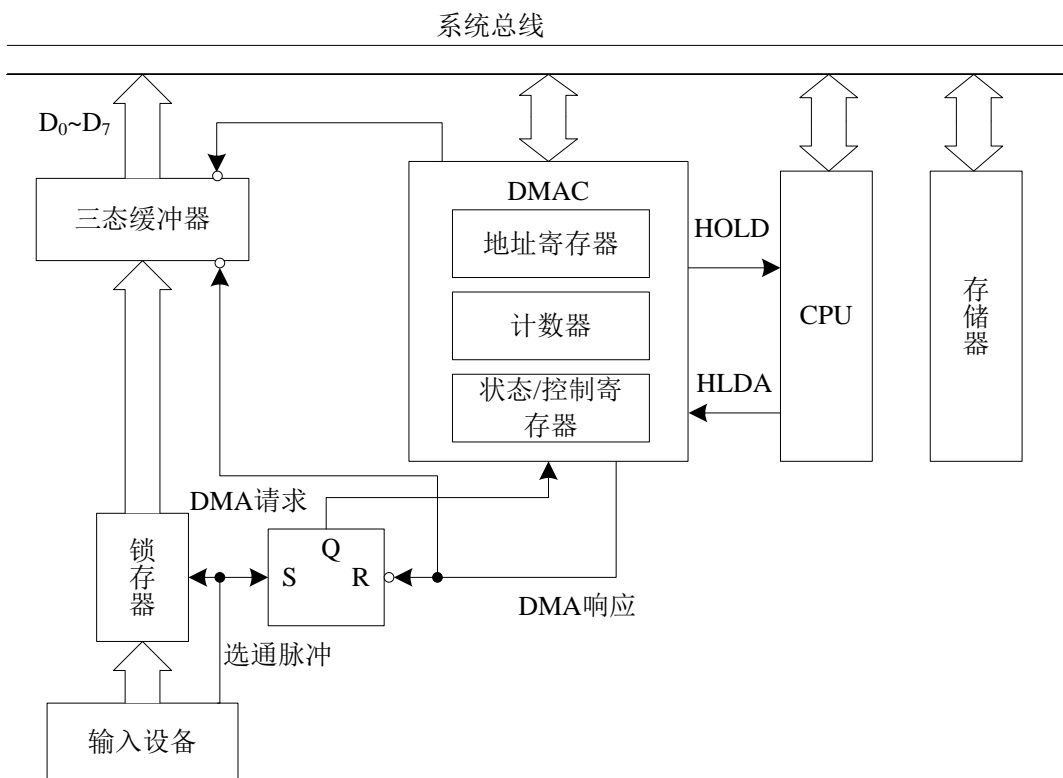 系统总线
D₀~D₇
三态缓冲器
DMAC
地址寄存器
计数器
状态/控制寄
存器
HOLD
HLDA
CPU
存储器
DMA请求
锁存器
Q
S
R
DMA响应
选通脉冲
输入设备